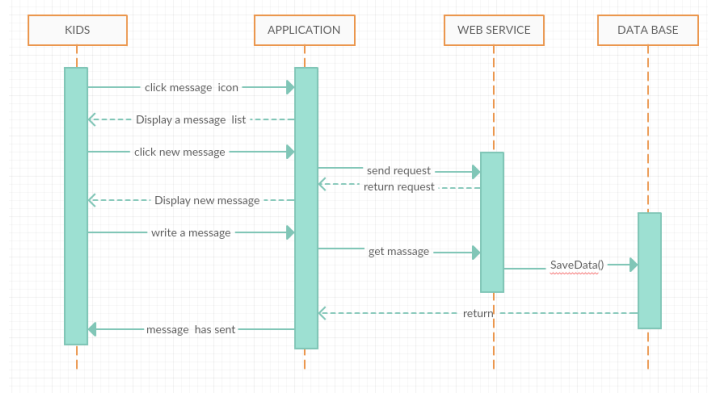 KIDS
APPLICATION
WEB SERVICE
DATA BASE
click message icon
Display a message list
click new message
send request
return request
Display new message
write a message
get massage
SaveData()
return
message has sent